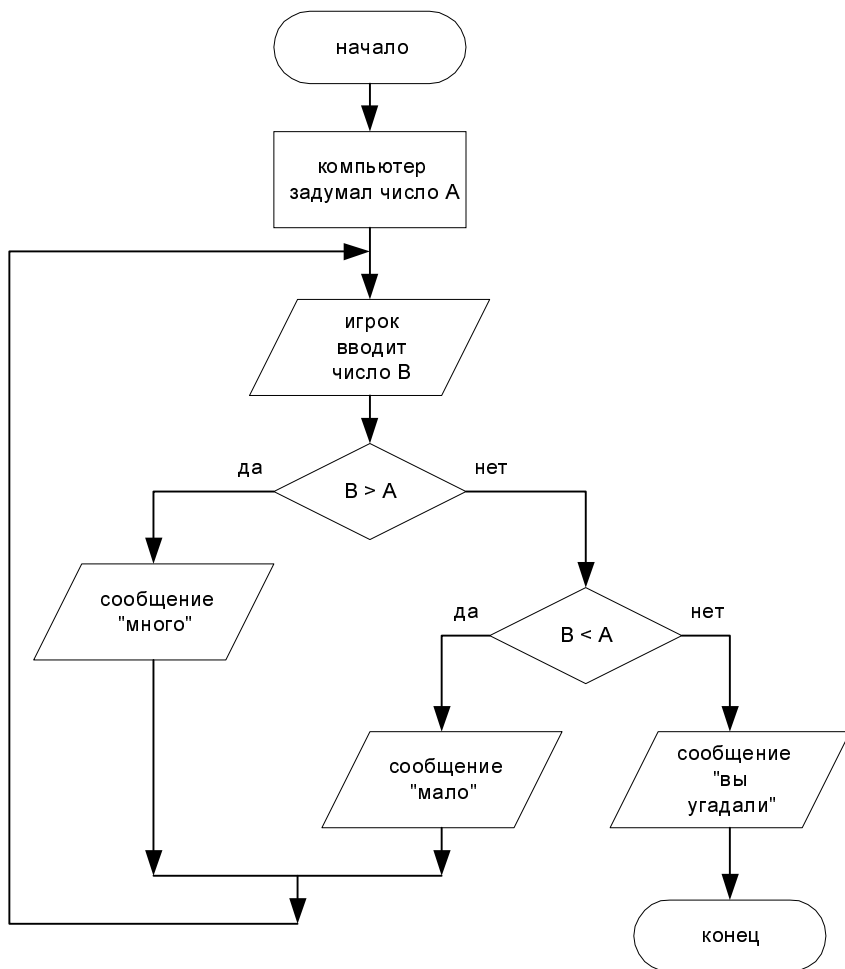 начало
компьютер
задумал число А
игрок
вводит
число В
да
В > А
нет
сообщение
"много"
да
В < А
нет
сообщение
"мало"
сообщение
"вы
угадали"
конец